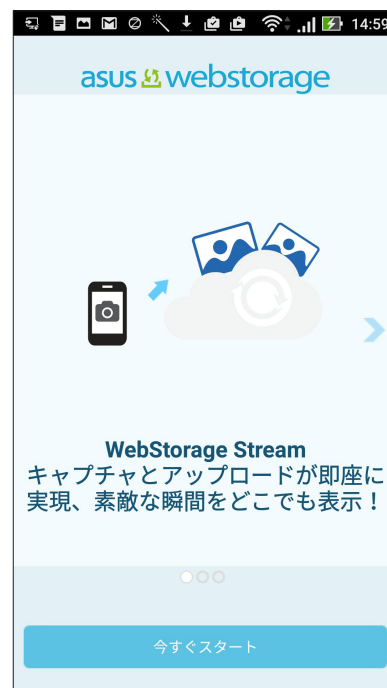 14:59
asus webstorage
WebStorage Stream
キャプチャとアップロードが即座に
実現、素敵な瞬間をどこでも表示！
今すぐスタート